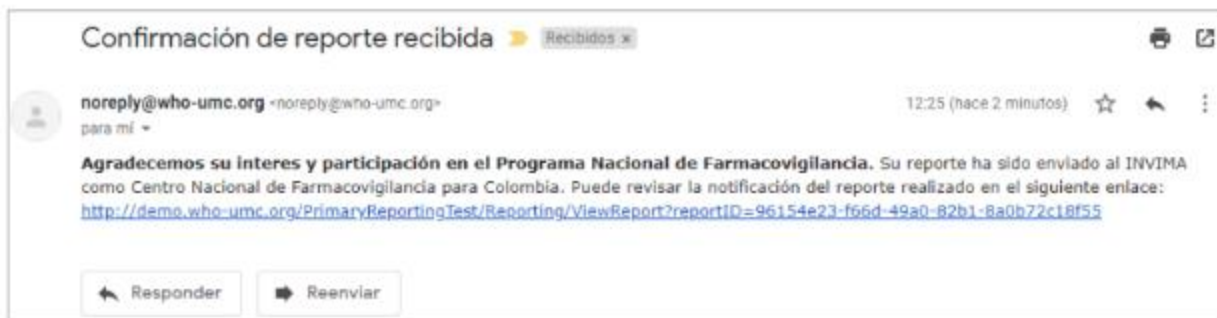 Confirmación de reporte recibida Recibidos x
noreply@who-umc.org <noreply@who-umc.org> 12:25 (hace 2 minutos)
para mí
Agradecemos su interes y participación en el Programa Nacional de Farmacovigilancia. Su reporte ha sido enviado al INVIMA
como Centro Nacional de Farmacovigilancia para Colombia. Puede revisar la notificación del reporte realizado en el siguiente enlace:
http://demo.who-umc.org/PrimaryReportingTest/Reporting/ViewReport?reportID=96154e23-f66d-49a0-82b1-8a0b72c18f55
Responder Reenviar